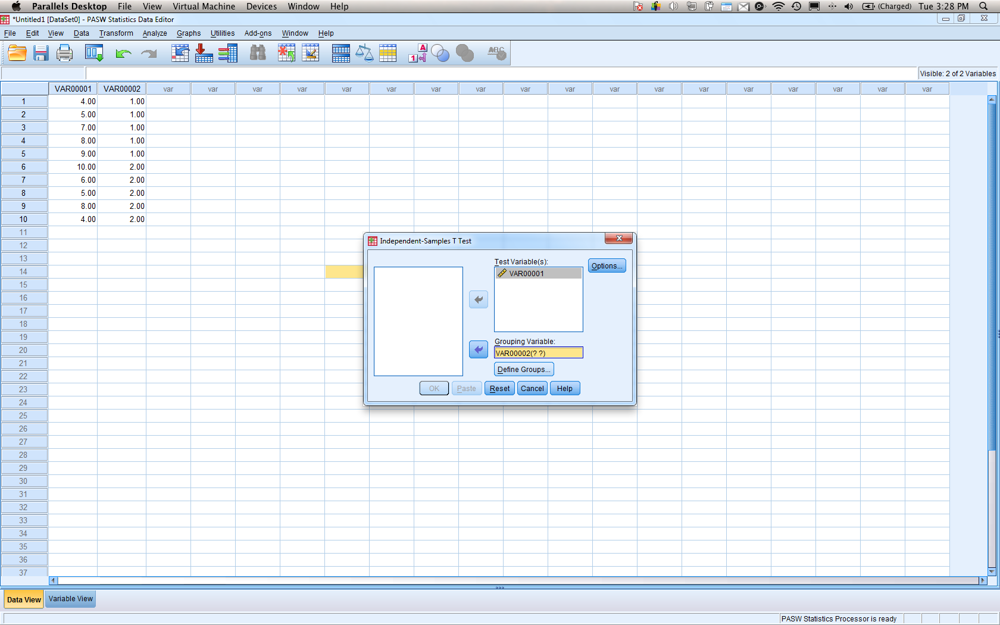 Parallels Desktop File View Virtual Machine Devices Window Help (Charged) Tue 3:28 PM
*Untitled1 [DataSet0] - PASW Statistics Data Editor
File Edit View Data Transform Analyze Graphs Utilities Add-ons Window Help
A
1
ABC
Visible: 2 of 2 Variables
VAR00001 VAR00002 var var var var var var var var var var var var var var var var var var
1 4.00 1.00
2 5.00 1.00
3 7.00 1.00
4 8.00 1.00
5 9.00 1.00
6 10.00 2.00
7 6.00 2.00
8 5.00 2.00
9 8.00 2.00
10 4.00 2.00
11
12
13
14
15
16
17
18
19
20
21
22
23
24
25
26
27
28
29
30
31
32
33
34
35
36
37
Independent-Samples T Test
Test Variable(s):
Options...
VAR00001
Grouping Variable:
VAR00002(? ?)
Define Groups...
OK Paste Reset Cancel Help
Data View Variable View
PASW Statistics Processor is ready